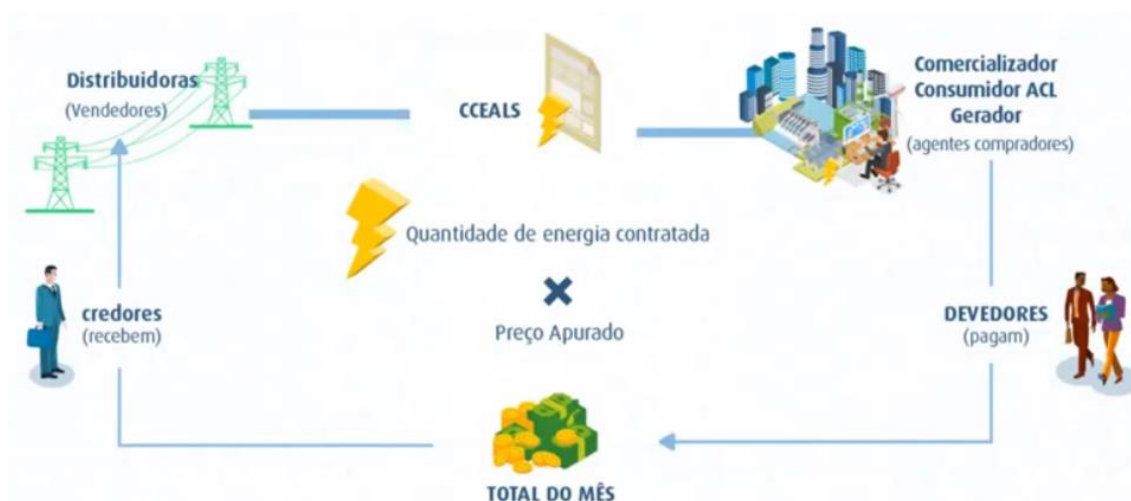 Distribuidoras
(Vendedores)
CCEALS
Comercializador
Consumidor ACL
Gerador
(agentes compradores)
Quantidade de energia contratada
Preço Apurado
credores
(recebem)
DEVEDORES
(pagam)
TOTAL DO MÊS